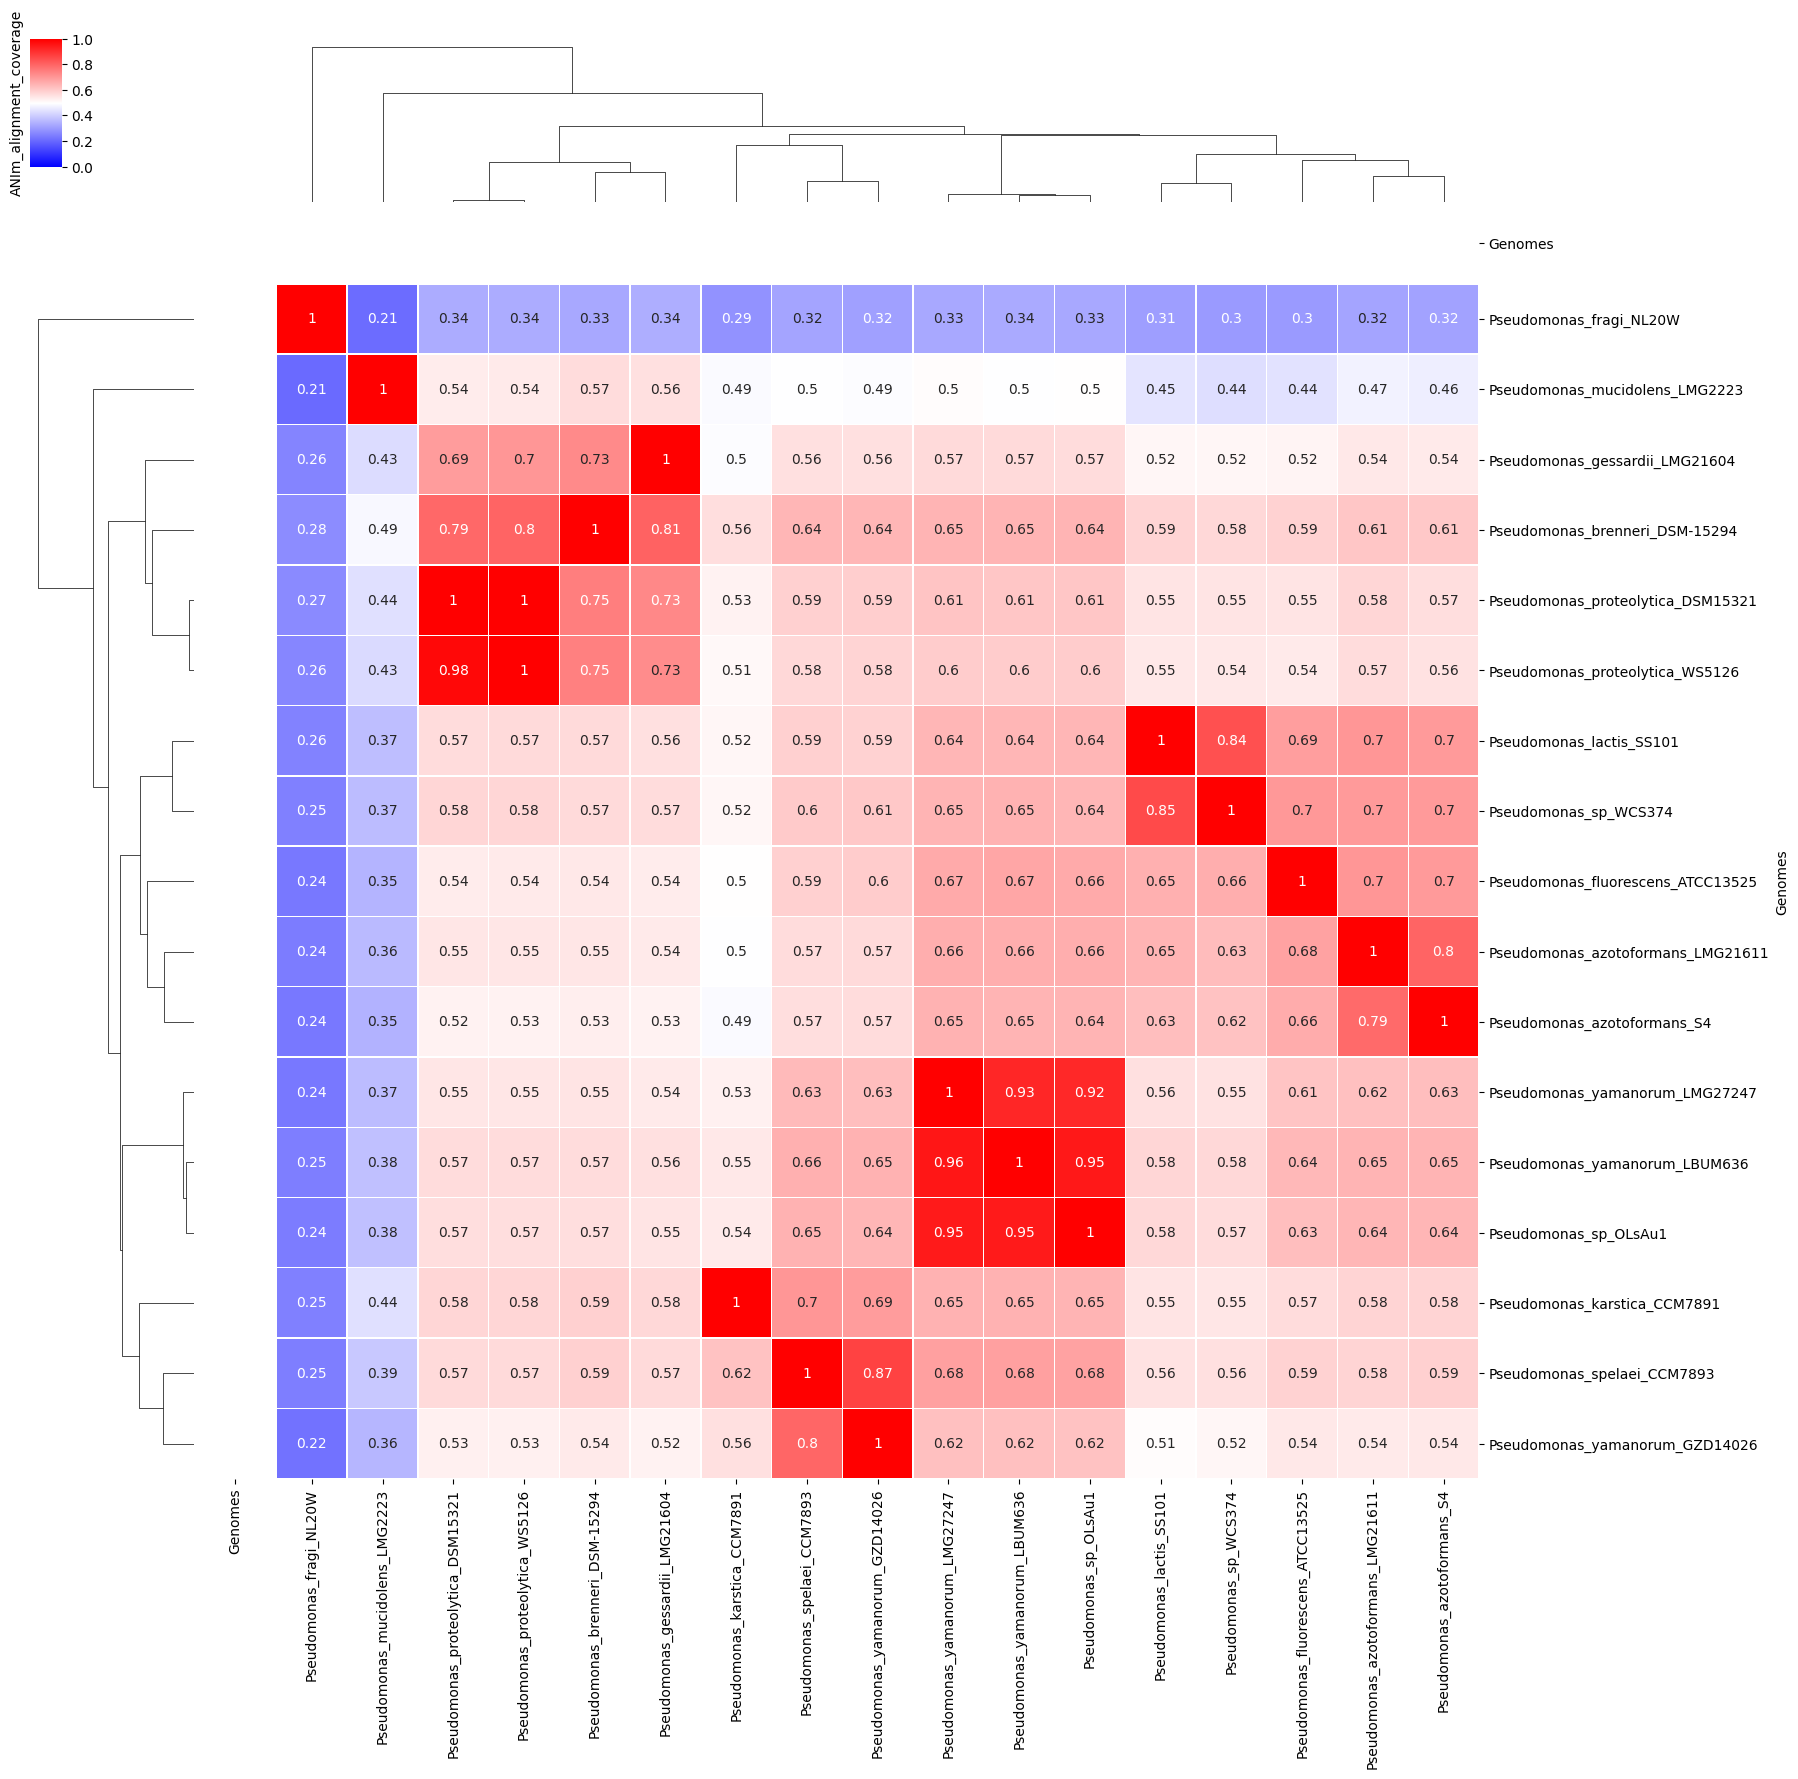 ANIm_alignment_coverage
1.0
0.8
0.6
0.4
0.2
0.0
Genomes
1 0.21 0.34 0.34 0.33 0.34 0.29 0.32 0.32 0.33 0.34 0.33 0.31 0.3 0.3 0.32 0.32 Pseudomonas_fragi_NL20W
0.21 1 0.54 0.54 0.57 0.56 0.49 0.5 0.49 0.5 0.5 0.5 0.45 0.44 0.44 0.47 0.46 Pseudomonas_mucidolens_LMG2223
0.26 0.43 0.69 0.7 0.73 1 0.5 0.56 0.56 0.57 0.57 0.57 0.52 0.52 0.52 0.54 0.54 Pseudomonas_gessardii_LMG21604
0.28 0.49 0.79 0.8 1 0.81 0.56 0.64 0.64 0.65 0.65 0.64 0.59 0.58 0.59 0.61 0.61 Pseudomonas_brenneri_DSM-15294
0.27 0.44 1 1 0.75 0.73 0.53 0.59 0.59 0.61 0.61 0.61 0.55 0.55 0.55 0.58 0.57 Pseudomonas_proteolytica_DSM15321
0.26 0.43 0.98 1 0.75 0.73 0.51 0.58 0.58 0.6 0.6 0.6 0.55 0.54 0.54 0.57 0.56 Pseudomonas_proteolytica_WS5126
0.26 0.37 0.57 0.57 0.57 0.56 0.52 0.59 0.59 0.64 0.64 0.64 1 0.84 0.69 0.7 0.7 Pseudomonas_lactis_SS101
0.25 0.37 0.58 0.58 0.57 0.57 0.52 0.6 0.61 0.65 0.65 0.64 0.85 1 0.7 0.7 0.7 Pseudomonas_sp_WCS374
0.24 0.35 0.54 0.54 0.54 0.54 0.5 0.59 0.6 0.67 0.67 0.66 0.65 0.66 1 0.7 0.7 Pseudomonas_fluorescens_ATCC13525
0.24 0.36 0.55 0.55 0.55 0.54 0.5 0.57 0.57 0.66 0.66 0.66 0.65 0.63 0.68 1 0.8 Pseudomonas_azotoformans_LMG21611
0.24 0.35 0.52 0.53 0.53 0.53 0.49 0.57 0.57 0.65 0.65 0.64 0.63 0.62 0.66 0.79 1 Pseudomonas_azotoformans_S4
0.24 0.37 0.55 0.55 0.55 0.54 0.53 0.63 0.63 1 0.93 0.92 0.56 0.55 0.61 0.62 0.63 Pseudomonas_yamanorum_LMG27247
0.25 0.38 0.57 0.57 0.57 0.56 0.55 0.66 0.65 0.96 1 0.95 0.58 0.58 0.64 0.65 0.65 Pseudomonas_yamanorum_LBUM636
0.24 0.38 0.57 0.57 0.57 0.55 0.54 0.65 0.64 0.95 0.95 1 0.58 0.57 0.63 0.64 0.64 Pseudomonas_sp_OLsAu1
0.25 0.44 0.58 0.58 0.59 0.58 1 0.7 0.69 0.65 0.65 0.65 0.55 0.55 0.57 0.58 0.58 Pseudomonas_karstica_CCM7891
0.25 0.39 0.57 0.57 0.59 0.57 0.62 1 0.87 0.68 0.68 0.68 0.56 0.56 0.59 0.58 0.59 Pseudomonas_spelaei_CCM7893
0.22 0.36 0.53 0.53 0.54 0.52 0.56 0.8 1 0.62 0.62 0.62 0.51 0.52 0.54 0.54 0.54 Pseudomonas_yamanorum_GZD14026
Genomes
Genomes
Pseudomonas_fragi_NL20W
Pseudomonas_mucidolens_LMG2223
Pseudomonas_proteolytica_DSM15321
Pseudomonas_proteolytica_WS5126
Pseudomonas_brenneri_DSM-15294
Pseudomonas_gessardii_LMG21604
Pseudomonas_karstica_CCM7891
Pseudomonas_spelaei_CCM7893
Pseudomonas_yamanorum_GZD14026
Pseudomonas_yamanorum_LMG27247
Pseudomonas_yamanorum_LBUM636
Pseudomonas_sp_OLsAu1
Pseudomonas_lactis_SS101
Pseudomonas_sp_WCS374
Pseudomonas_fluorescens_ATCC13525
Pseudomonas_azotoformans_LMG21611
Pseudomonas_azotoformans_S4